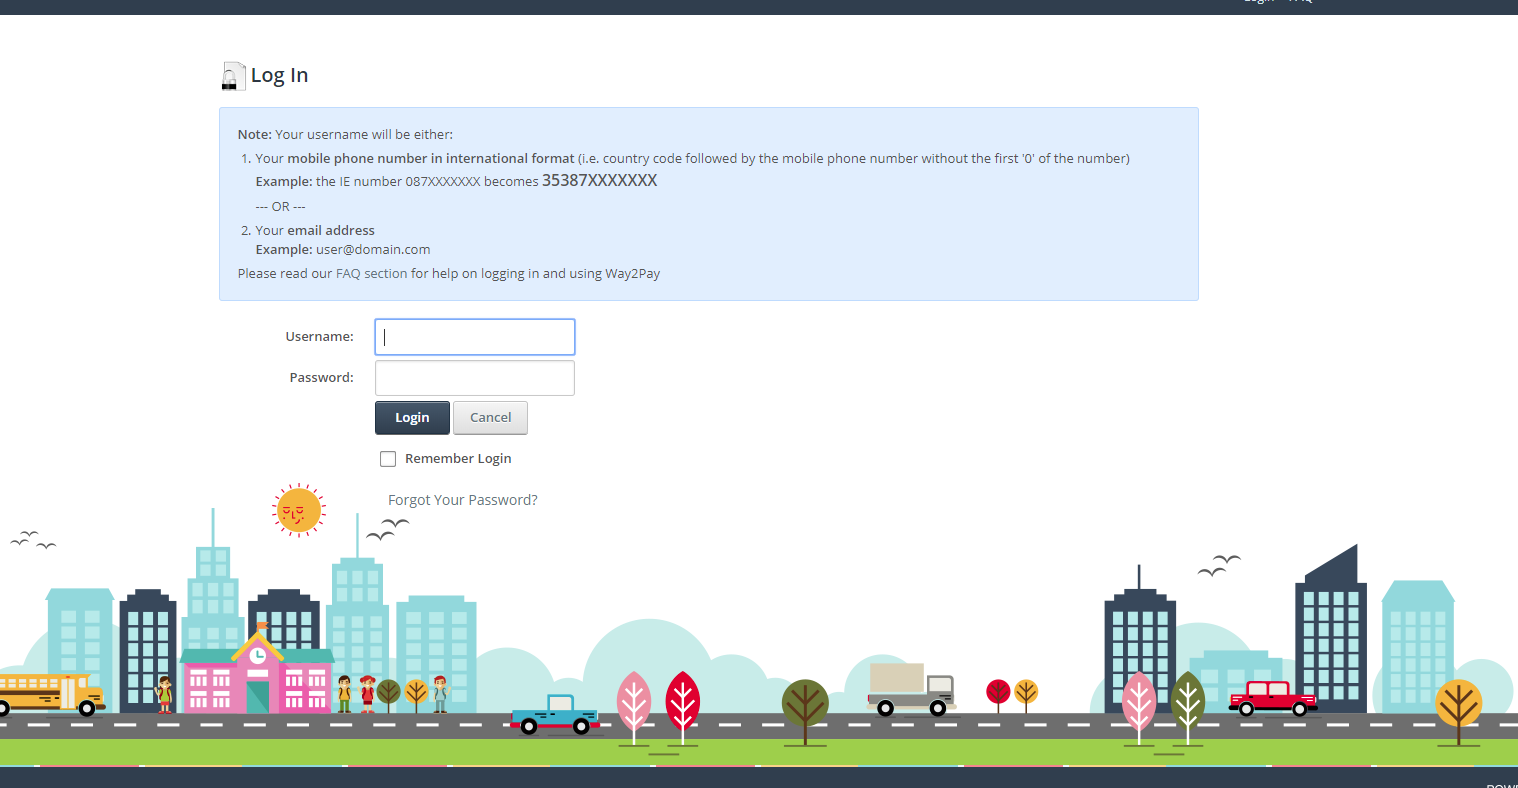 Log In
Note: Your username will be either:
1. Your mobile phone number in international format (i.e. country code followed by the mobile phone number without the first '0' of the number)
Example: the IE number 087XXXXXXX becomes 35387XXXXXXX
--- OR ---
2. Your email address
Example: user@domain.com
Please read our FAQ section for help on logging in and using Way2Pay
Username:
Password:
Login Cancel
Remember Login
Forgot Your Password?